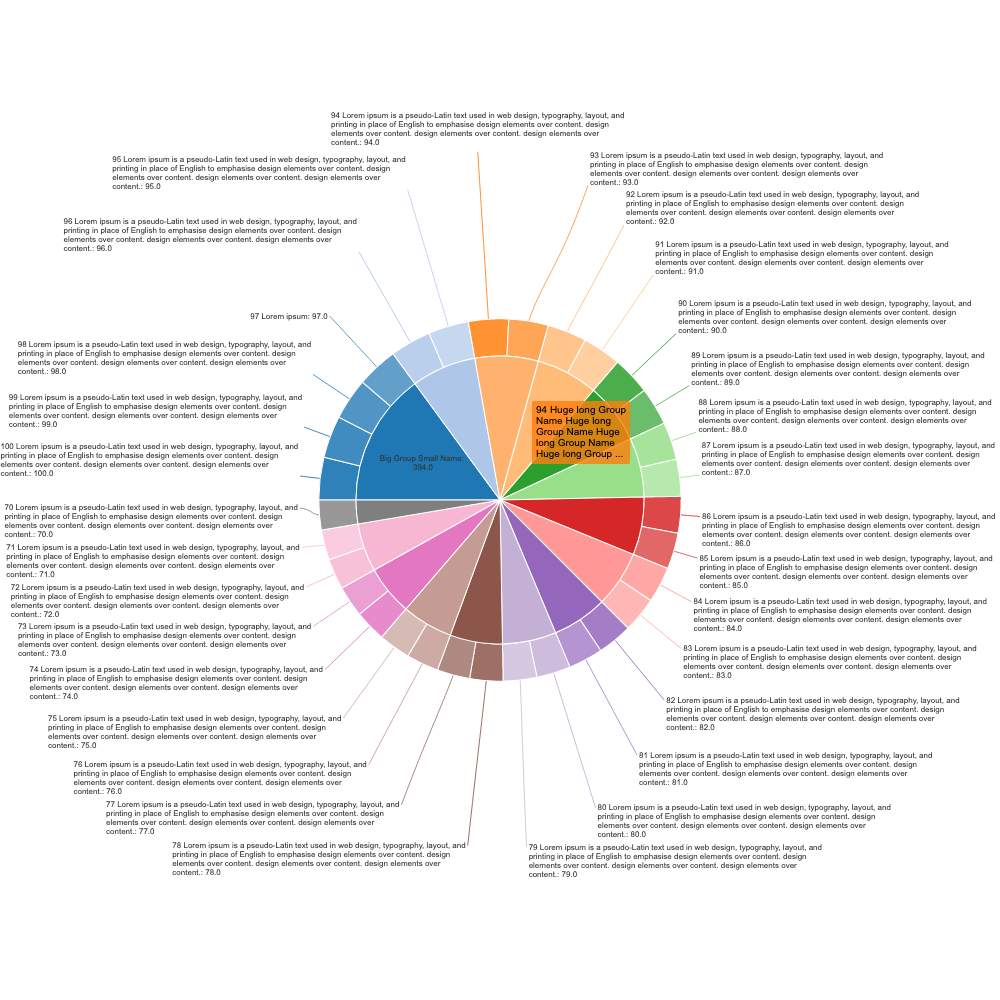 94 Lorem ipsum is a pseudo-Latin text used in web design, typography, layout, and
printing in place of English to emphasise design elements over content. design
elements over content. design elements over content. design elements over
content.: 94.0
95 Lorem ipsum is a pseudo-Latin text used in web design, typography, layout, and
printing in place of English to emphasise design elements over content. design
elements over content. design elements over content. design elements over
content.: 95.0
93 Lorem ipsum is a pseudo-Latin text used in web design, typography, layout, and
printing in place of English to emphasise design elements over content. design
elements over content. design elements over content. design elements over
content.: 93.0
96 Lorem ipsum is a pseudo-Latin text used in web design, typography, layout, and
printing in place of English to emphasise design elements over content. design
elements over content. design elements over content. design elements over
content.: 96.0
92 Lorem ipsum is a pseudo-Latin text used in web design, typography, layout, and
printing in place of English to emphasise design elements over content. design
elements over content. design elements over content. design elements over
content.: 92.0
91 Lorem ipsum is a pseudo-Latin text used in web design, typography, layout, and
printing in place of English to emphasise design elements over content. design
elements over content. design elements over content. design elements over
content.: 91.0
97 Lorem ipsum: 97.0
90 Lorem ipsum is a pseudo-Latin text used in web design, typography, layout, and
printing in place of English to emphasise design elements over content. design
elements over content. design elements over content. design elements over
content.: 90.0
98 Lorem ipsum is a pseudo-Latin text used in web design, typography, layout, and
printing in place of English to emphasise design elements over content. design
elements over content. design elements over content. design elements over
content.: 98.0
89 Lorem ipsum is a pseudo-Latin text used in web design, typography, layout, and
printing in place of English to emphasise design elements over content. design
elements over content. design elements over content. design elements over
content.: 89.0
99 Lorem ipsum is a pseudo-Latin text used in web design, typography, layout, and
printing in place of English to emphasise design elements over content. design
elements over content. design elements over content. design elements over
content.: 99.0
88 Lorem ipsum is a pseudo-Latin text used in web design, typography, layout, and
printing in place of English to emphasise design elements over content. design
elements over content. design elements over content. design elements over
content.: 88.0
94 Huge long Group
Name Huge long
Group Name Huge
long Group Name
Huge long Group ...
100 Lorem ipsum is a pseudo-Latin text used in web design, typography, layout, and
printing in place of English to emphasise design elements over content. design
elements over content. design elements over content. design elements over
content.: 100.0
87 Lorem ipsum is a pseudo-Latin text used in web design, typography, layout, and
printing in place of English to emphasise design elements over content. design
elements over content. design elements over content. design elements over
content.: 87.0
Big Group Small Name:
394.0
70 Lorem ipsum is a pseudo-Latin text used in web design, typography, layout, and
printing in place of English to emphasise design elements over content. design
elements over content. design elements over content. design elements over
content.: 70.0
86 Lorem ipsum is a pseudo-Latin text used in web design, typography, layout, and
printing in place of English to emphasise design elements over content. design
elements over content. design elements over content. design elements over
content.: 86.0
71 Lorem ipsum is a pseudo-Latin text used in web design, typography, layout, and
printing in place of English to emphasise design elements over content. design
elements over content. design elements over content. design elements over
content.: 71.0
85 Lorem ipsum is a pseudo-Latin text used in web design, typography, layout, and
printing in place of English to emphasise design elements over content. design
elements over content. design elements over content. design elements over
content.: 85.0
72 Lorem ipsum is a pseudo-Latin text used in web design, typography, layout, and
printing in place of English to emphasise design elements over content. design
elements over content. design elements over content. design elements over
content.: 72.0
84 Lorem ipsum is a pseudo-Latin text used in web design, typography, layout, and
printing in place of English to emphasise design elements over content. design
elements over content. design elements over content. design elements over
content.: 84.0
73 Lorem ipsum is a pseudo-Latin text used in web design, typography, layout, and
printing in place of English to emphasise design elements over content. design
elements over content. design elements over content. design elements over
content.: 73.0
83 Lorem ipsum is a pseudo-Latin text used in web design, typography, layout, and
printing in place of English to emphasise design elements over content. design
elements over content. design elements over content. design elements over
content.: 83.0
74 Lorem ipsum is a pseudo-Latin text used in web design, typography, layout, and
printing in place of English to emphasise design elements over content. design
elements over content. design elements over content. design elements over
content.: 74.0
82 Lorem ipsum is a pseudo-Latin text used in web design, typography, layout, and
printing in place of English to emphasise design elements over content. design
elements over content. design elements over content. design elements over
content.: 82.0
75 Lorem ipsum is a pseudo-Latin text used in web design, typography, layout, and
printing in place of English to emphasise design elements over content. design
elements over content. design elements over content. design elements over
content.: 75.0
81 Lorem ipsum is a pseudo-Latin text used in web design, typography, layout, and
printing in place of English to emphasise design elements over content. design
elements over content. design elements over content. design elements over
content.: 81.0
76 Lorem ipsum is a pseudo-Latin text used in web design, typography, layout, and
printing in place of English to emphasise design elements over content. design
elements over content. design elements over content. design elements over
content.: 76.0
77 Lorem ipsum is a pseudo-Latin text used in web design, typography, layout, and
printing in place of English to emphasise design elements over content. design
elements over content. design elements over content. design elements over
content.: 77.0
80 Lorem ipsum is a pseudo-Latin text used in web design, typography, layout, and
printing in place of English to emphasise design elements over content. design
elements over content. design elements over content. design elements over
content.: 80.0
78 Lorem ipsum is a pseudo-Latin text used in web design, typography, layout, and
printing in place of English to emphasise design elements over content. design
elements over content. design elements over content. design elements over
content.: 78.0
79 Lorem ipsum is a pseudo-Latin text used in web design, typography, layout, and
printing in place of English to emphasise design elements over content. design
elements over content. design elements over content. design elements over
content.: 79.0